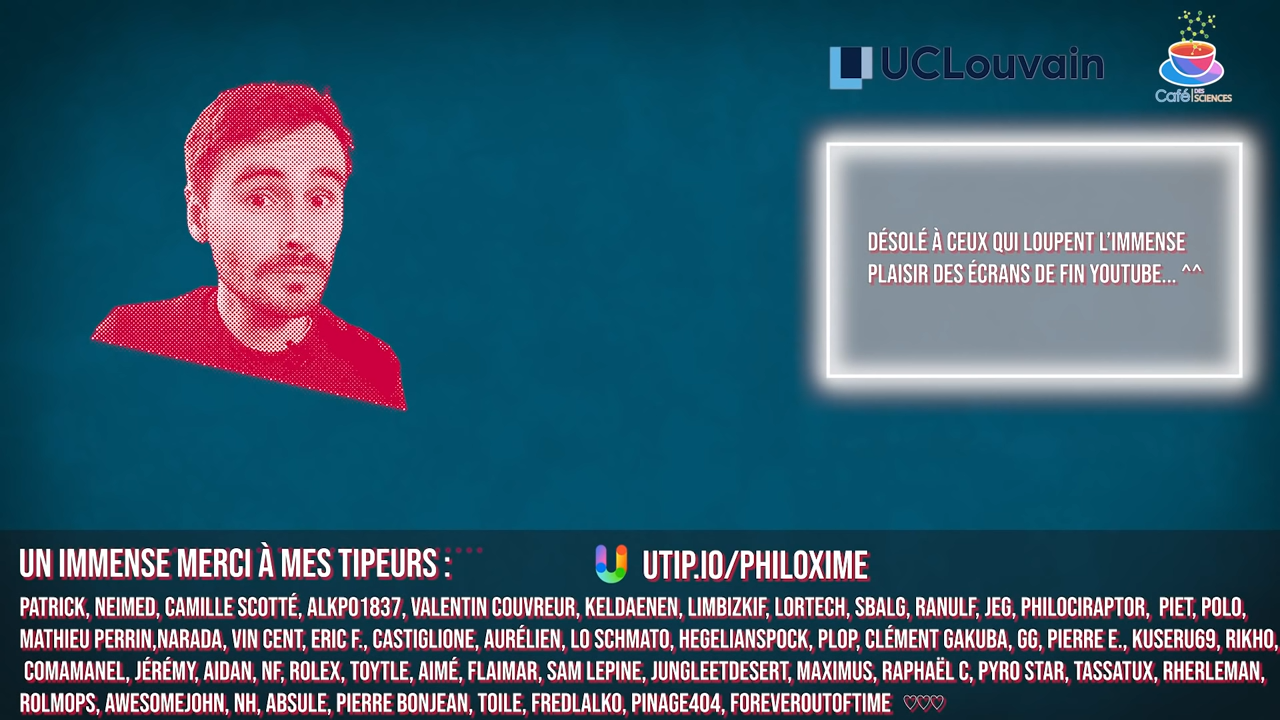 UCLouvain
Café DES SCIENCES
DÉSOLÉ À CEUX QUI LOUPENT L'IMMENSE
PLAISIR DES ÉCRANS DE FIN YOUTUBE... ^^
UN IMMENSE MERCI À MES TIPEURS :
UTIP.IO/PHILOXIME
PATRICK, NEIMED, CAMILLE SCOTTÉ, ALKPO1837, VALENTIN COUVREUR, KELDAENEN, LIMBIZKIF, LORTECH, SBALG, RANULF, JEG, PHILOCIRAPTOR, PIET, POLO,
MATHIEU PERRIN,NARADA, VIN CENT, ERIC F., CASTIGLIONE, AURÉLIEN, LO SCHMATO, HEGELIANSPOCK, PLOP, CLÉMENT GAKUBA, GG, PIERRE E., KUSERU69, RIKHO,
COMAMANEL, JÉRÉMY, AIDAN, NF, ROLEX, TOYTLE, AIMÉ, FLAIMAR, SAM LEPINE, JUNGLEETDESERT, MAXIMUS, RAPHAËL C, PYRO STAR, TASSATUX, RHERLEMAN,
ROLMOPS, AWESOMEJOHN, NH, ABSULE, PIERRE BONJEAN, TOILE, FREDLALKO, PINAGE404, FOREVEROUTOFTIME ♡♡♡